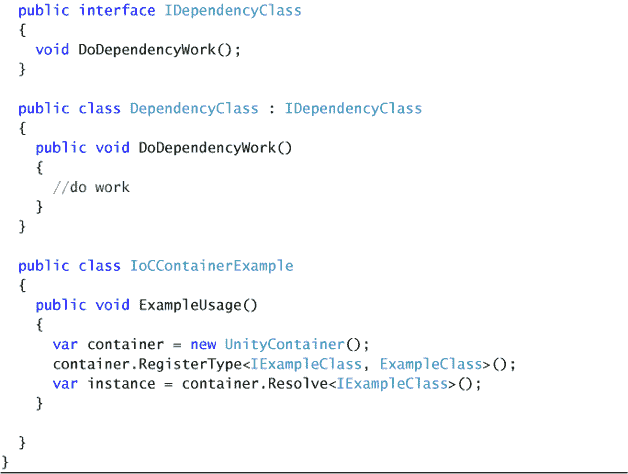 public interface IDependencyClass
{
void DoDependencyWork();
}
public class DependencyClass : IDependencyClass
{
public void DoDependencyWork()
{
//do work
}
}
public class IoCContainerExample
{
public void ExampleUsage()
{
var container = new UnityContainer();
container.RegisterType<IExampleClass, ExampleClass>();
var instance = container.Resolve<IExampleClass>();
}
}
}